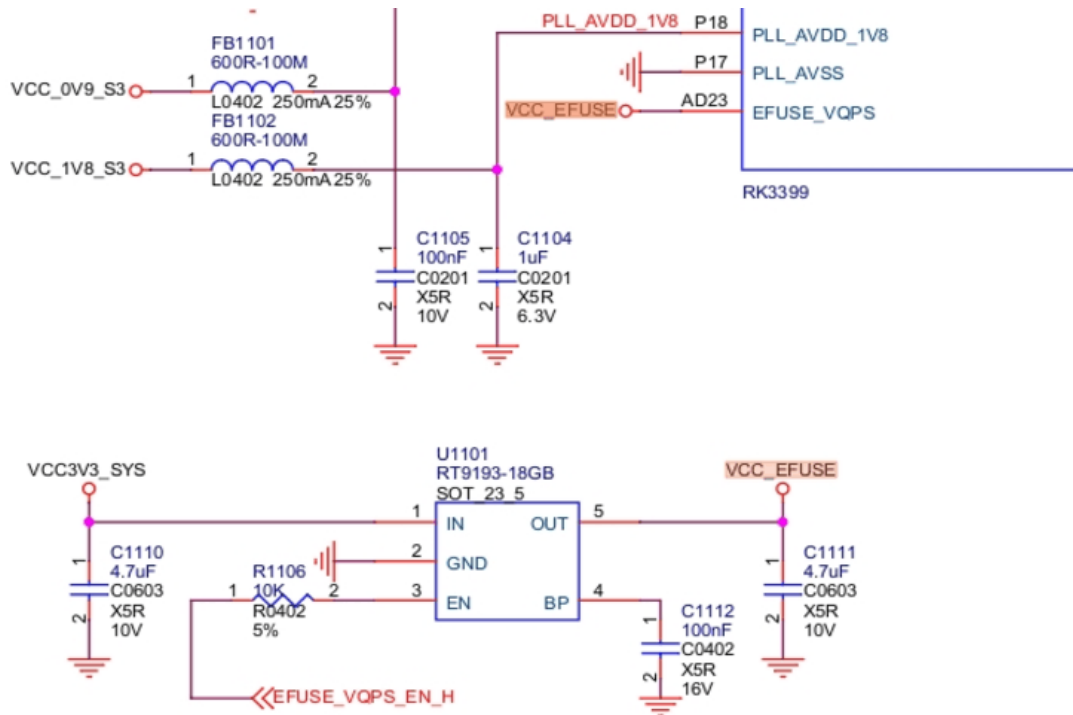 PLL_AVDD_1V8 P18 PLL_AVDD_1V8
FB1101
600R-100M
P17 PLL_AVSS
VCC_0V9_S3 1 2
L0402 250mA 25%
VCC_EFUSE AD23 EFUSE_VQPS
FB1102
600R-100M
VCC_1V8_S3 1 2
L0402 250mA 25%
RK3399
1 C1105
100nF
C0201
X5R
2 10V
1 C1104
1uF
C0201
X5R
2 6.3V
U1101
RT9193-18GB
SOT_23_5
VCC3V3_SYS
VCC_EFUSE
1 IN OUT 5
2 GND
3 EN BP 4
1 C1110
4.7uF
C0603
X5R
2 10V
R1106
1 10K 2
R0402
5%
1 C1112
100nF
C0402
X5R
2 16V
1 C1111
4.7uF
C0603
X5R
2 10V
EFUSE_VQPS_EN_H